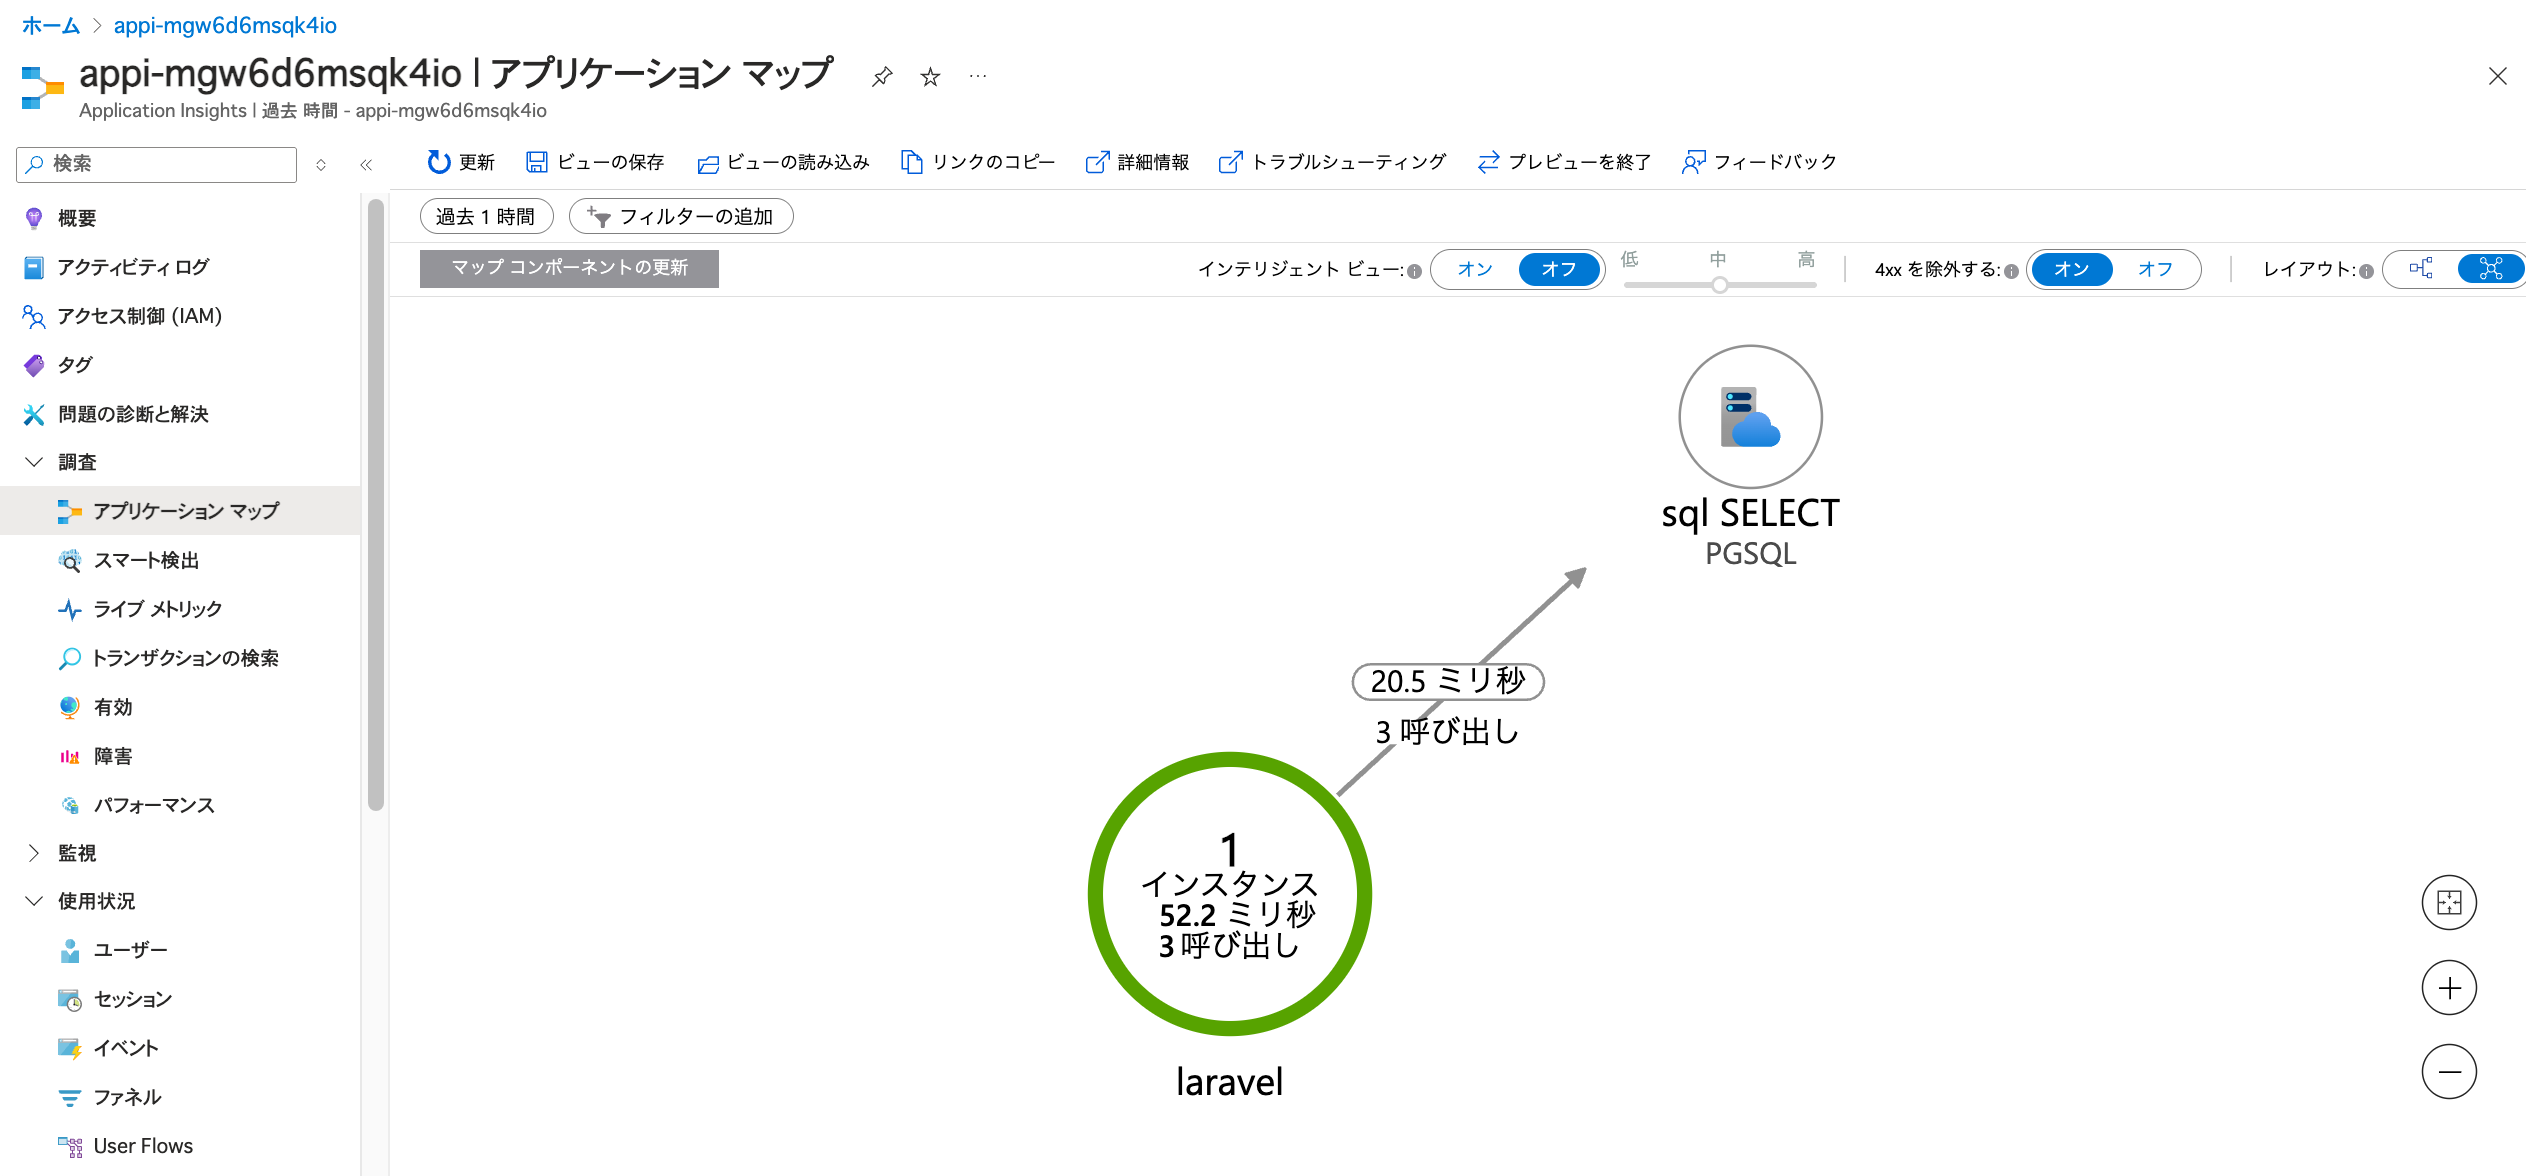 ホーム > appi-mgw6d6msqk4io
appi-mgw6d6msqk4io | アプリケーション マップ
Application Insights | 過去 時間 - appi-mgw6d6msqk4io
検索
更新
ビューの保存
ビューの読み込み
リンクのコピー
詳細情報
トラブルシューティング
プレビューを終了
フィードバック
概要
アクティビティ ログ
アクセス制御 (IAM)
タグ
問題の診断と解決
調査
アプリケーション マップ
スマート検出
ライブ メトリック
トランザクションの検索
有効
障害
パフォーマンス
監視
使用状況
ユーザー
セッション
イベント
ファネル
User Flows
過去 1 時間
フィルターの追加
マップ コンポーネントの更新
インテリジェント ビュー:
オン
オフ
低
中
高
4xx を除外する:
オン
オフ
レイアウト:
sql SELECT
PGSQL
20.5 ミリ秒
3 呼び出し
1
インスタンス
52.2 ミリ秒
3 呼び出し
laravel